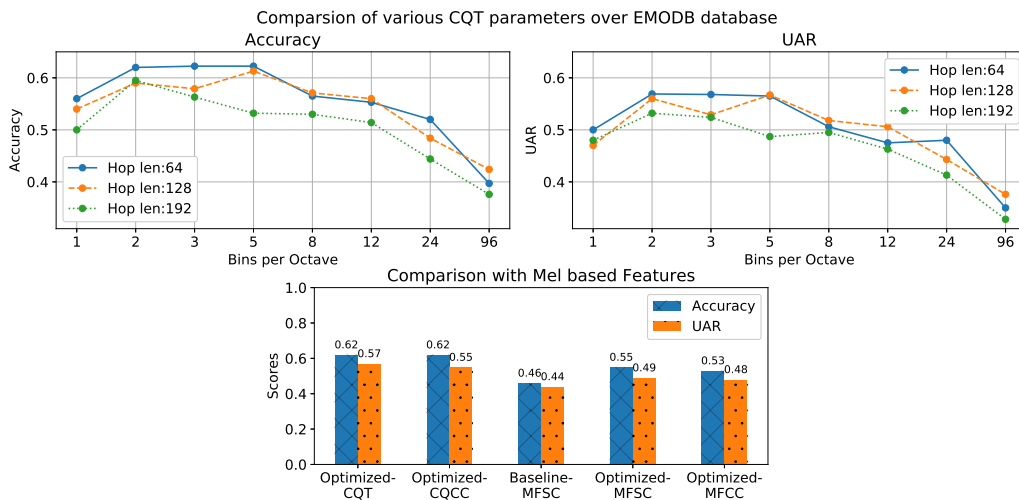 Comparsion of various CQT parameters over EMODB database
Accuracy
Accuracy
0.6
0.5
0.4
Hop len:64
Hop len:128
Hop len:192
1 2 3 5 8 12 24 96
Bins per Octave
UAR
UAR
0.6
0.5
0.4
Hop len:64
Hop len:128
Hop len:192
1 2 3 5 8 12 24 96
Bins per Octave
Comparison with Mel based Features
Scores
1.0
0.8
0.6
0.4
0.2
0.0
Accuracy
UAR
0.62 0.57
0.62 0.55
0.46 0.44
0.55 0.49
0.53 0.48
Optimized-
CQT
Optimized-
CQCC
Baseline-
MFSC
Optimized-
MFSC
Optimized-
MFCC